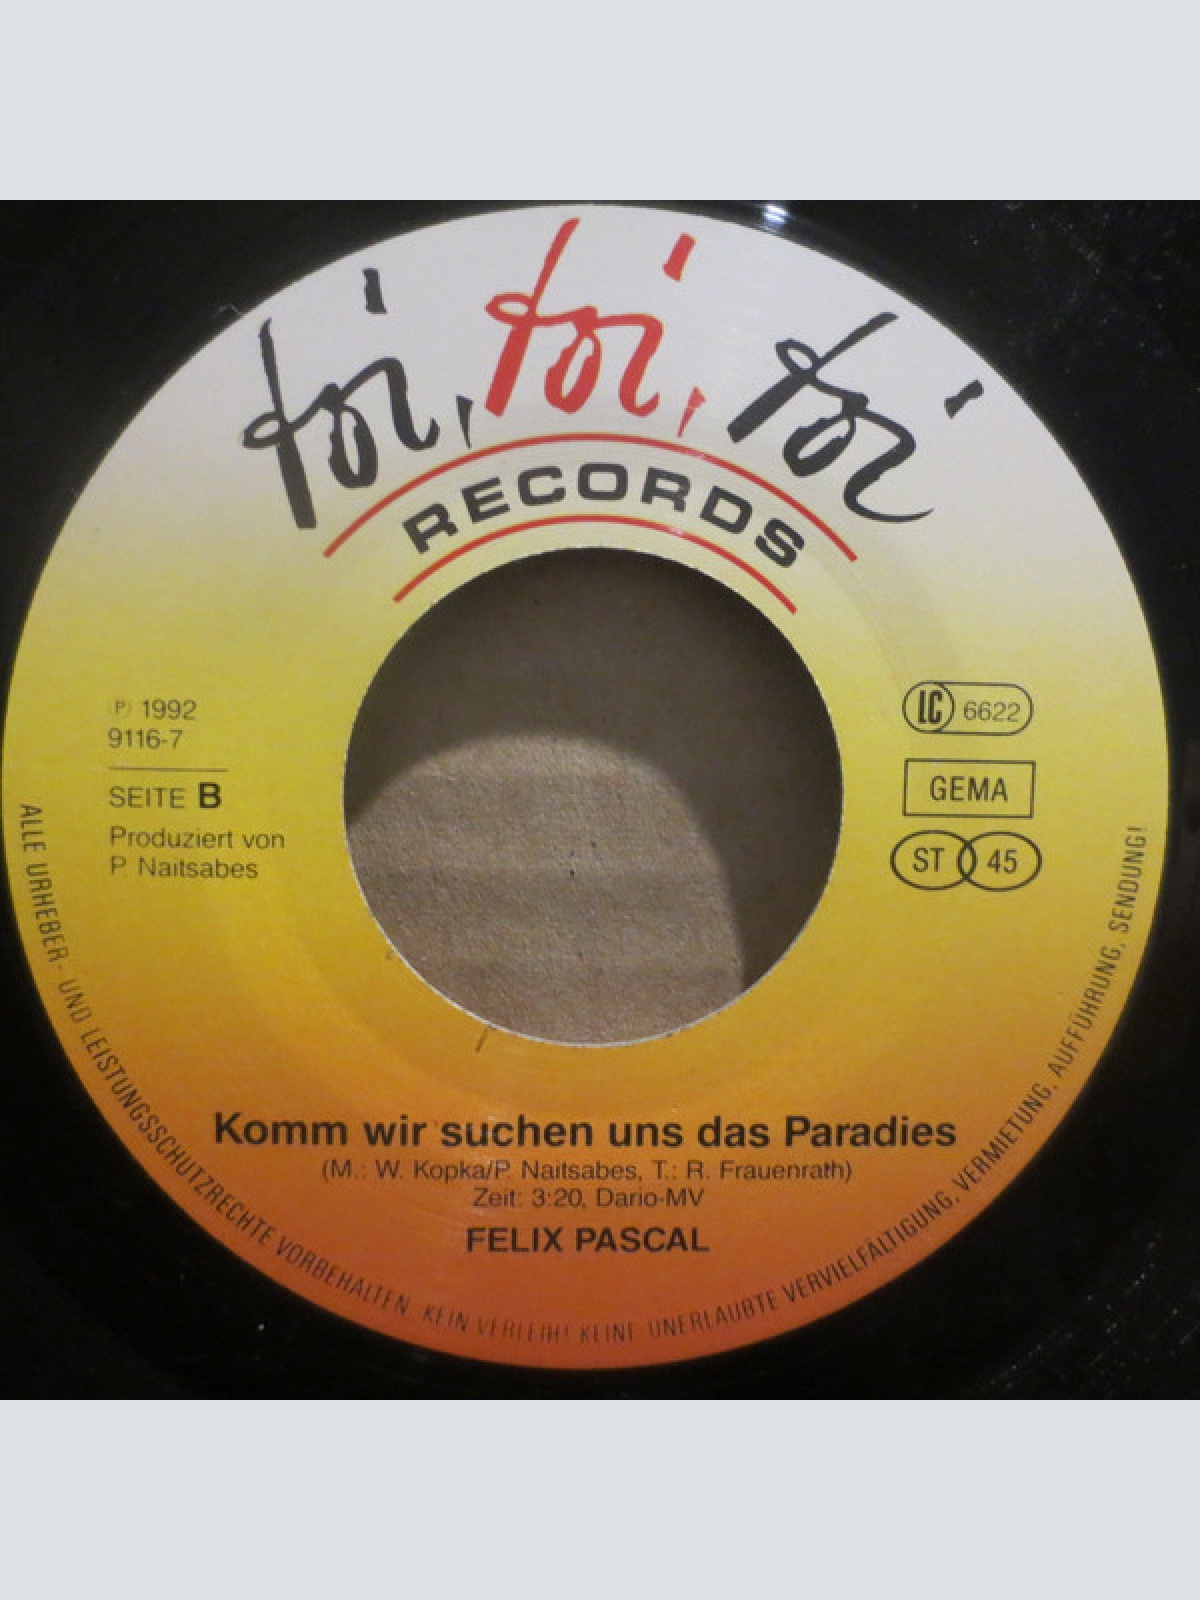 toi, toi, toi
RECORDS
℗ 1992
9116-7
SEITE B
Produziert von
P. Naitsabes
LC 6622
GEMA
ST 45
Komm wir suchen uns das Paradies
(M.: W. Kopka/P. Naitsabes, T.: R. Frauenrath)
Zeit: 3:20, Dario-MV
FELIX PASCAL
ALLE URHEBER- UND LEISTUNGSSCHUTZRECHTE VORBEHALTEN. KEIN VERLEIH! KEINE UNERLAUBTE VERVIELFÄLTIGUNG, VERMIETUNG, AUFFÜHRUNG, SENDUNG!